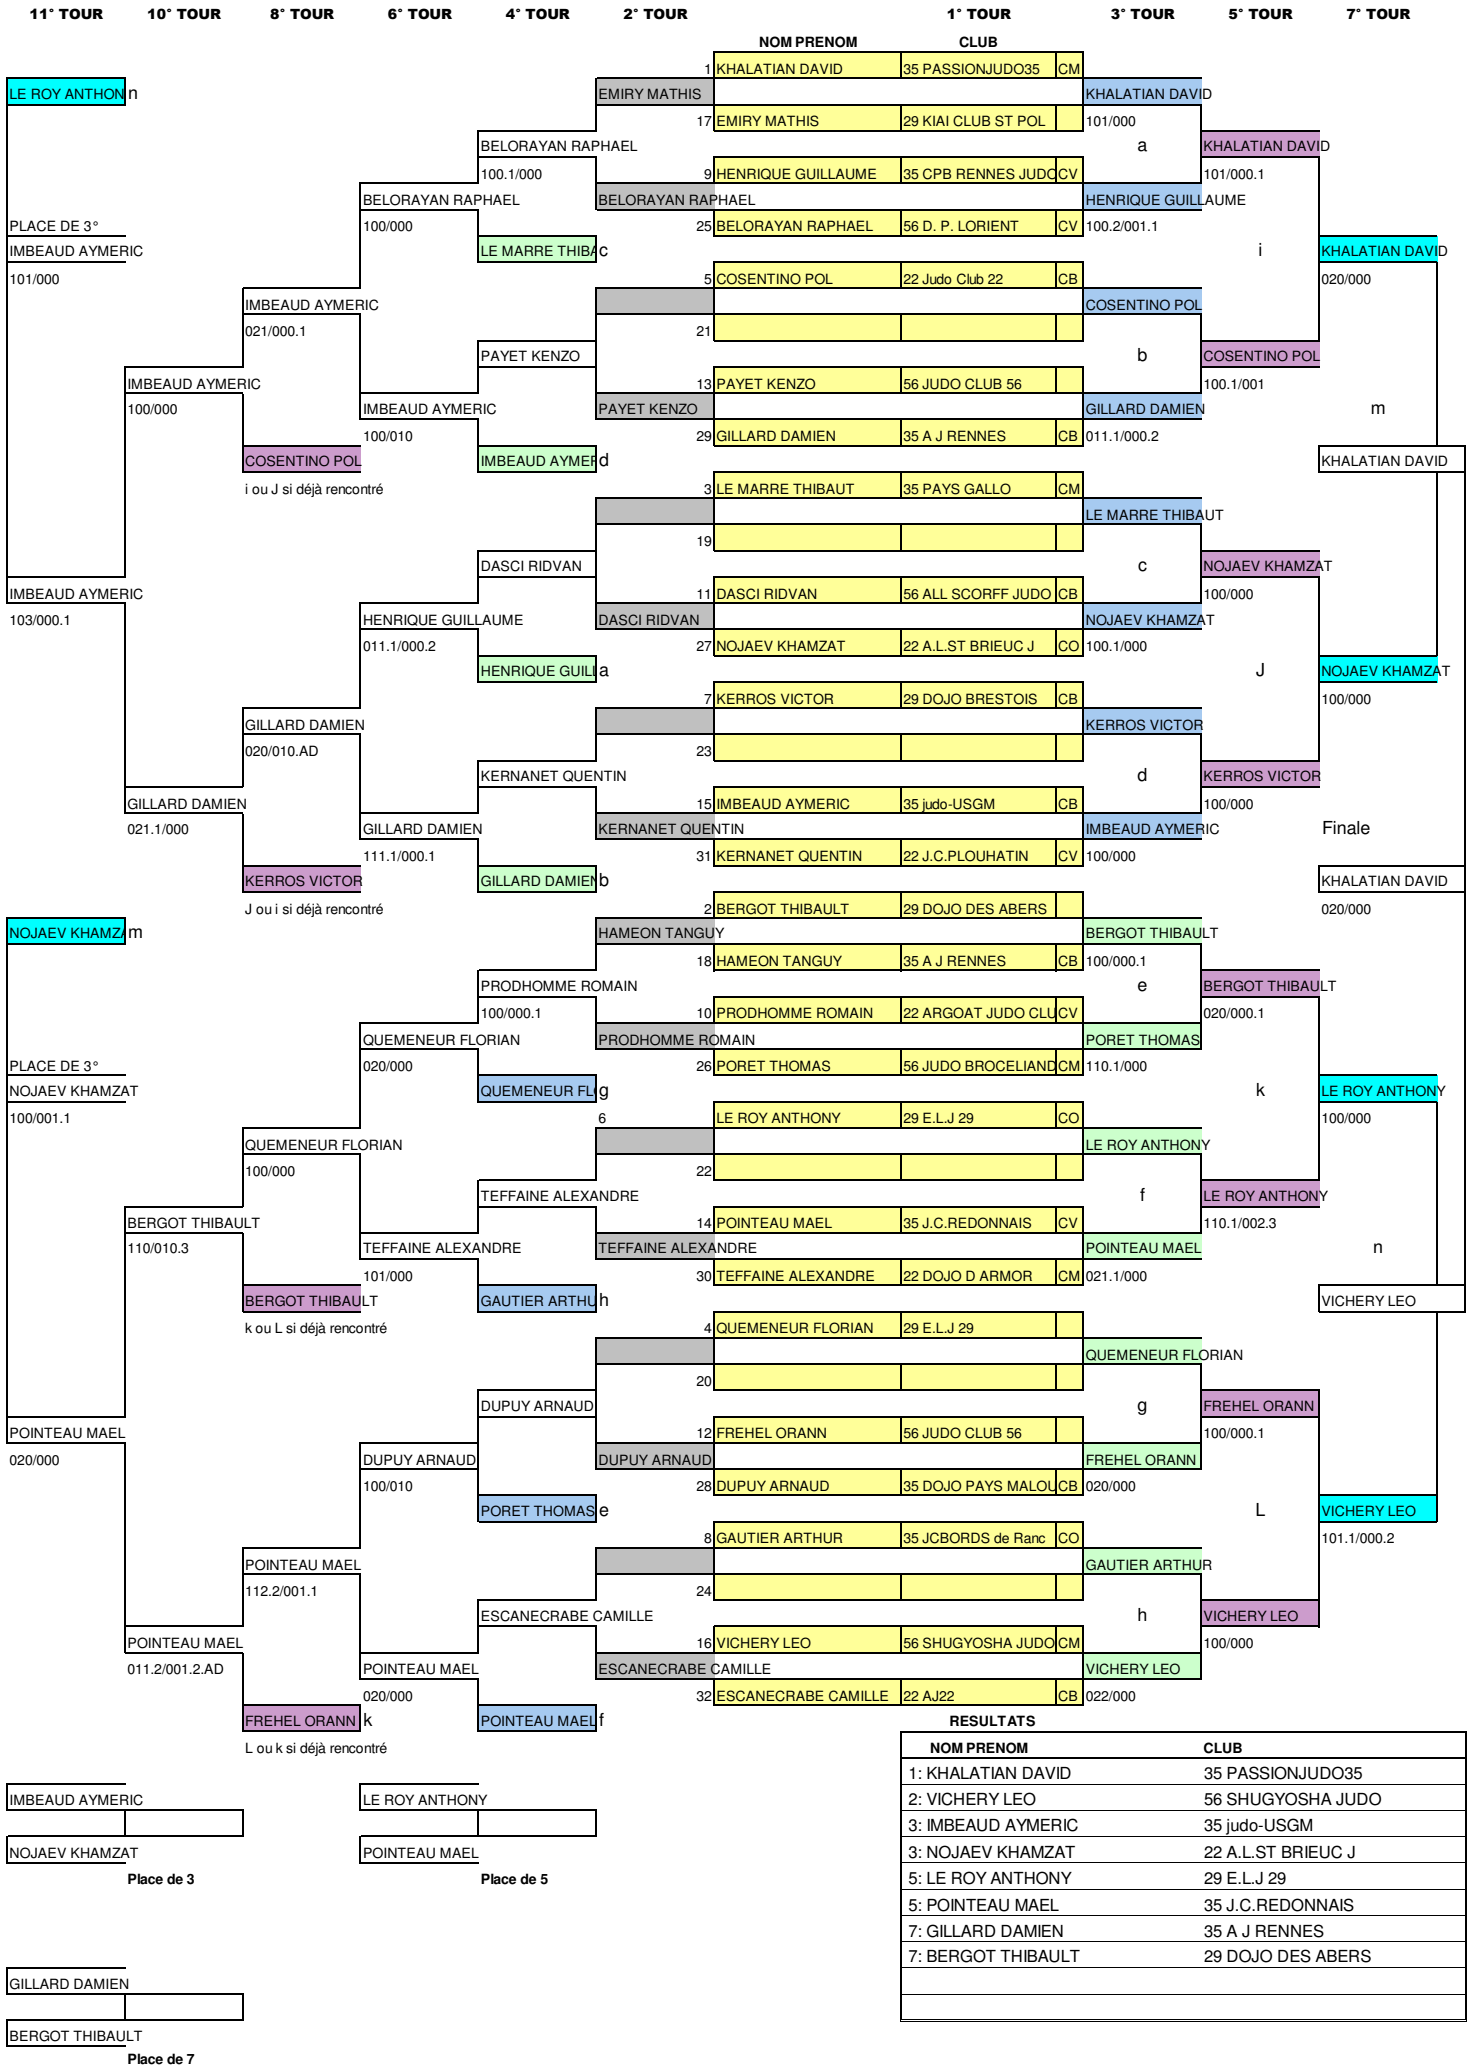 11° TOUR 10° TOUR 8° TOUR 6° TOUR 4° TOUR 2° TOUR 1° TOUR 3° TOUR 5° TOUR 7° TOUR
NOM PRENOM CLUB
1 KHALATIAN DAVID 35 PASSIONJUDO35 CM
LE ROY ANTHON n EMIRY MATHIS KHALATIAN DAVID
17 EMIRY MATHIS 29 KIAI CLUB ST POL 101/000
BELORAYAN RAPHAEL a KHALATIAN DAVID
100.1/000 9 HENRIQUE GUILLAUME 35 CPB RENNES JUDO CV 101/000.1
BELORAYAN RAPHAEL BELORAYAN RAPHAEL HENRIQUE GUILLAUME
PLACE DE 3° 100/000 25 BELORAYAN RAPHAEL 56 D. P. LORIENT CV 100.2/001.1
IMBEAUD AYMERIC LE MARRE THIBA c i KHALATIAN DAVID
101/000 5 COSENTINO POL 22 Judo Club 22 CB 020/000
IMBEAUD AYMERIC COSENTINO POL
021/000.1 21
PAYET KENZO b COSENTINO POL
IMBEAUD AYMERIC 13 PAYET KENZO 56 JUDO CLUB 56 100.1/001
100/000 IMBEAUD AYMERIC PAYET KENZO GILLARD DAMIEN m
100/010 29 GILLARD DAMIEN 35 A J RENNES CB 011.1/000.2
COSENTINO POL IMBEAUD AYMER d KHALATIAN DAVID
i ou J si déjà rencontré 3 LE MARRE THIBAUT 35 PAYS GALLO CM
LE MARRE THIBAUT
19
DASCI RIDVAN c NOJAEV KHAMZAT
IMBEAUD AYMERIC 11 DASCI RIDVAN 56 ALL SCORFF JUDO CB 100/000
103/000.1 HENRIQUE GUILLAUME DASCI RIDVAN NOJAEV KHAMZAT
011.1/000.2 27 NOJAEV KHAMZAT 22 A.L.ST BRIEUC J CO 100.1/000
HENRIQUE GUILL a J NOJAEV KHAMZAT
7 KERROS VICTOR 29 DOJO BRESTOIS CB 100/000
GILLARD DAMIEN KERROS VICTOR
020/010.AD 23
KERNANET QUENTIN d KERROS VICTOR
GILLARD DAMIEN 15 IMBEAUD AYMERIC 35 judo-USGM CB 100/000
021.1/000 GILLARD DAMIEN KERNANET QUENTIN IMBEAUD AYMERIC Finale
111.1/000.1 31 KERNANET QUENTIN 22 J.C.PLOUHATIN CV 100/000
KERROS VICTOR GILLARD DAMIEN b KHALATIAN DAVID
J ou i si déjà rencontré 2 BERGOT THIBAULT 29 DOJO DES ABERS 020/000
NOJAEV KHAMZA m HAMEON TANGUY BERGOT THIBAULT
18 HAMEON TANGUY 35 A J RENNES CB 100/000.1
PRODHOMME ROMAIN e BERGOT THIBAULT
100/000.1 10 PRODHOMME ROMAIN 22 ARGOAT JUDO CLU CV 020/000.1
QUEMENEUR FLORIAN PRODHOMME ROMAIN PORET THOMAS
PLACE DE 3° 020/000 26 PORET THOMAS 56 JUDO BROCELIAND CM 110.1/000
NOJAEV KHAMZAT QUEMENEUR FLO g k LE ROY ANTHONY
100/001.1 6 LE ROY ANTHONY 29 E.L.J 29 CO 100/000
QUEMENEUR FLORIAN LE ROY ANTHONY
100/000 22
TEFFAINE ALEXANDRE f LE ROY ANTHONY
BERGOT THIBAULT 14 POINTEAU MAEL 35 J.C.REDONNAIS CV 110.1/002.3
110/010.3 TEFFAINE ALEXANDRE TEFFAINE ALEXANDRE POINTEAU MAEL n
101/000 30 TEFFAINE ALEXANDRE 22 DOJO D ARMOR CM 021.1/000
BERGOT THIBAULT GAUTIER ARTHU h VICHERY LEO
k ou L si déjà rencontré 4 QUEMENEUR FLORIAN 29 E.L.J 29
QUEMENEUR FLORIAN
20
DUPUY ARNAUD g FREHEL ORANN
POINTEAU MAEL 12 FREHEL ORANN 56 JUDO CLUB 56 100/000.1
020/000 DUPUY ARNAUD DUPUY ARNAUD FREHEL ORANN
100/010 28 DUPUY ARNAUD 35 DOJO PAYS MALOU CB 020/000
PORET THOMAS e L VICHERY LEO
8 GAUTIER ARTHUR 35 JCBORDS de Ranc CO 101.1/000.2
POINTEAU MAEL GAUTIER ARTHUR
112.2/001.1 24
ESCANECRABE CAMILLE h VICHERY LEO
POINTEAU MAEL 16 VICHERY LEO 56 SHUGYOSHA JUDO CM 100/000
011.2/001.2.AD POINTEAU MAEL ESCANECRABE CAMILLE VICHERY LEO
020/000 32 ESCANECRABE CAMILLE 22 AJ22 CB 022/000
FREHEL ORANN k POINTEAU MAEL f RESULTATS
L ou k si déjà rencontré NOM PRENOM CLUB
1: KHALATIAN DAVID 35 PASSIONJUDO35
IMBEAUD AYMERIC LE ROY ANTHONY 2: VICHERY LEO 56 SHUGYOSHA JUDO
3: IMBEAUD AYMERIC 35 judo-USGM
NOJAEV KHAMZAT POINTEAU MAEL 3: NOJAEV KHAMZAT 22 A.L.ST BRIEUC J
Place de 3 Place de 5 5: LE ROY ANTHONY 29 E.L.J 29
5: POINTEAU MAEL 35 J.C.REDONNAIS
7: GILLARD DAMIEN 35 A J RENNES
7: BERGOT THIBAULT 29 DOJO DES ABERS
GILLARD DAMIEN
BERGOT THIBAULT
Place de 7